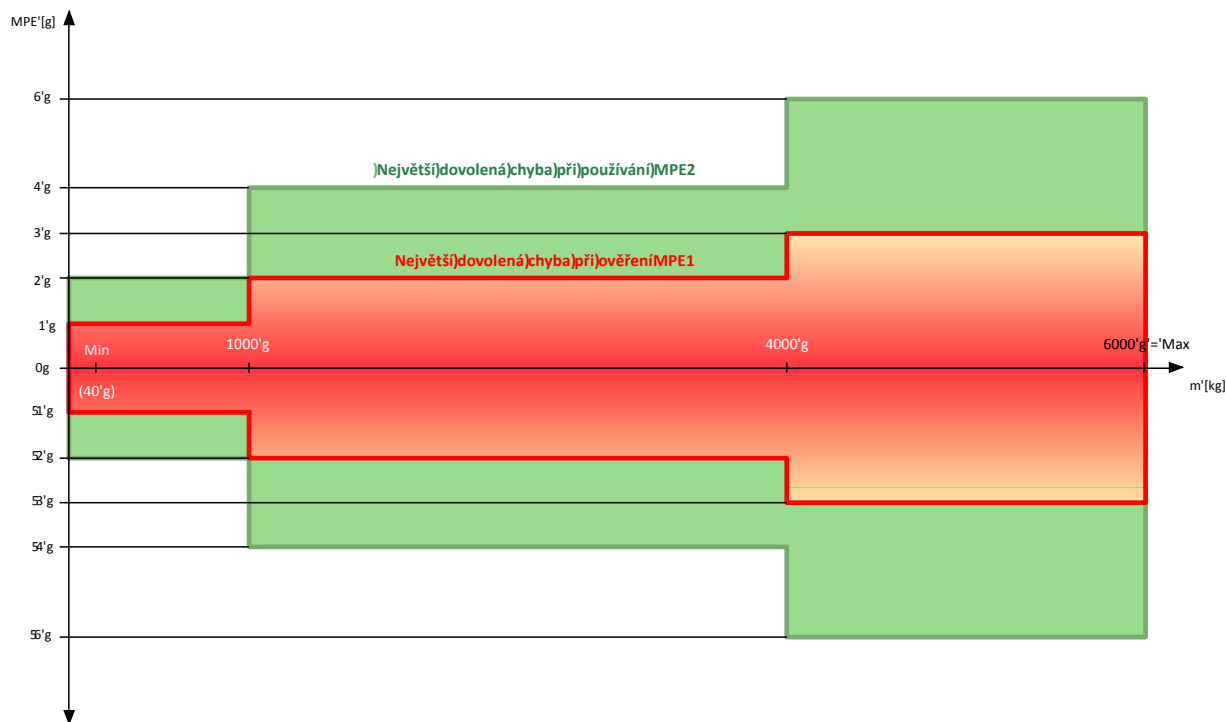 MPE'[g]
6'g
)Největší)dovolená)chyba)při)používání)MPE2
4'g
3'g
Největší)dovolená)chyba)při)ověřeníMPE1
2'g
1'g
Min
1000'g
4000'g
6000'g'='Max
0g
(40'g)
m'[kg]
51'g
52'g
53'g
54'g
56'g